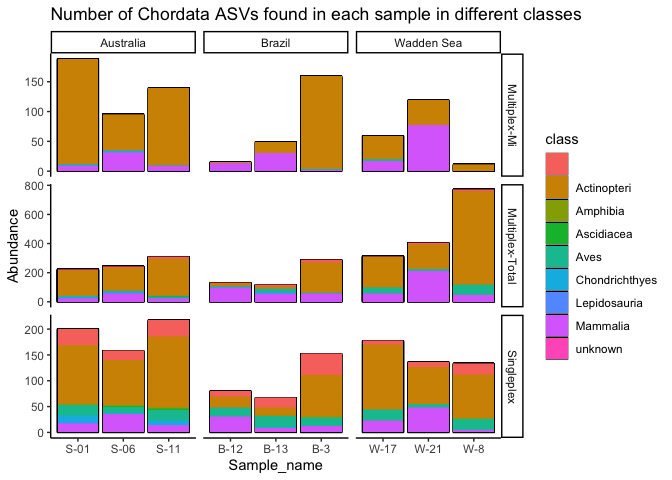 Number of Chordata ASVs found in each sample in different classes
Australia
Brazil
Wadden Sea
150
100
50
0
Multiplex-Mi
800
600
400
200
0
Multiplex-Total
200
150
100
50
0
Singleplex
Abundance
S-01
S-06
S-11
B-12
B-13
B-3
W-17
W-21
W-8
Sample_name
class
Actinopteri
Amphibia
Ascidiacea
Aves
Chondrichthyes
Lepidosauria
Mammalia
unknown